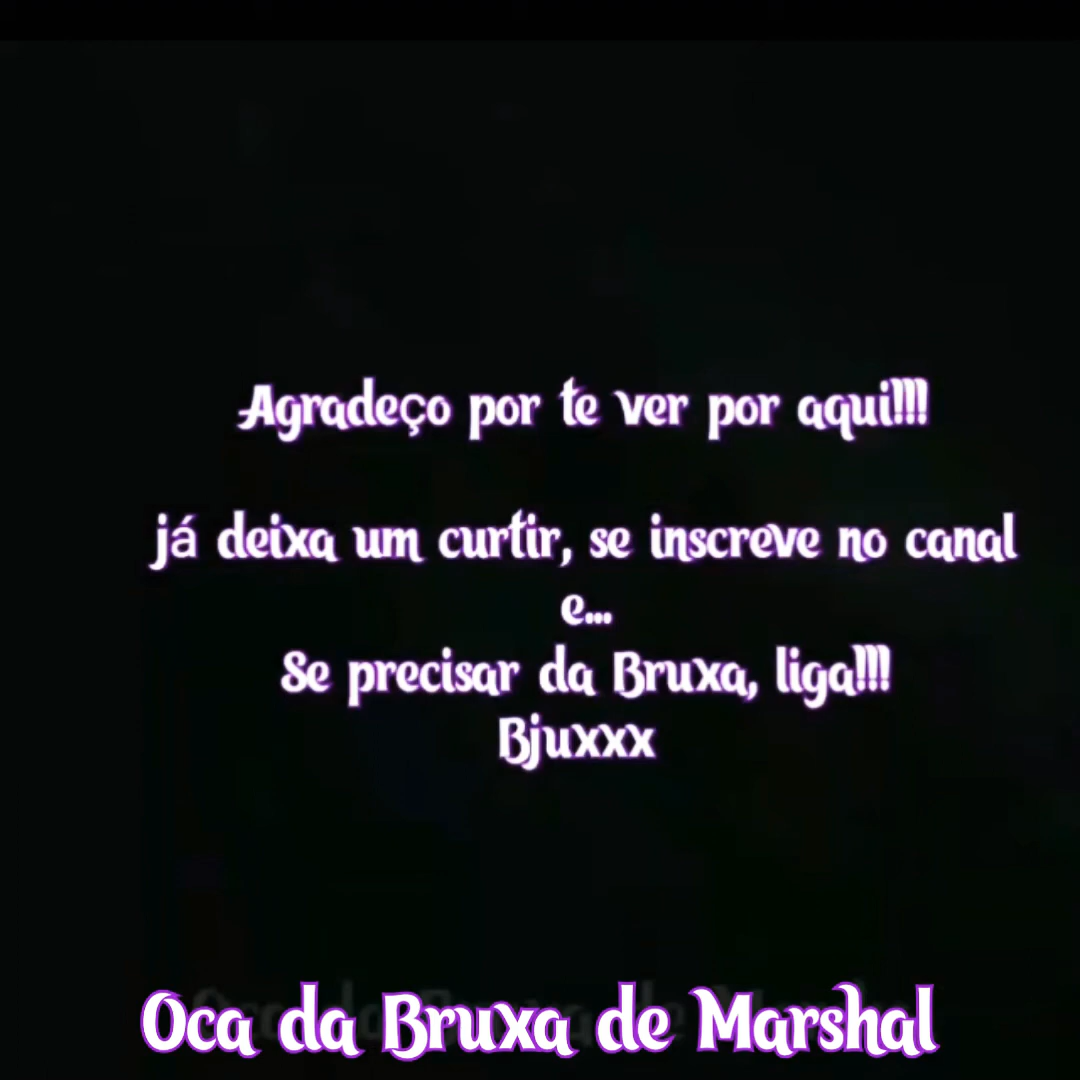 Agradeço por te ver por aqui!!!
já deixa um curtir, se inscreve no canal
e...
Se precisar da Bruxa, liga!!!
Bjuxxx
Oca da Bruxa de Marshal